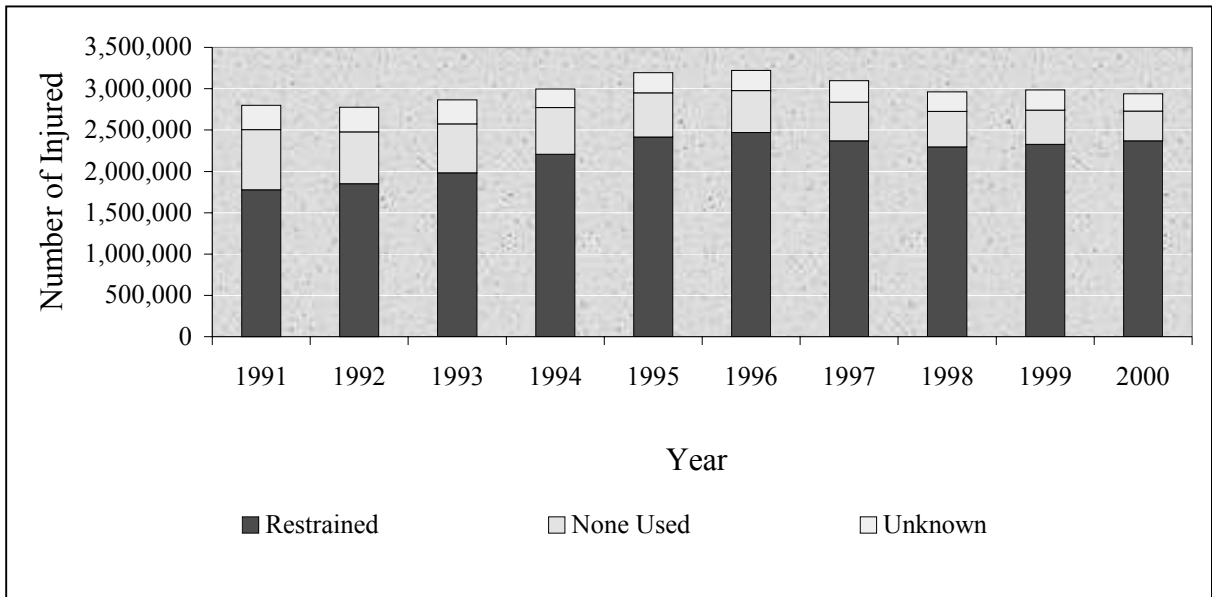 3,500,000
3,000,000
2,500,000
2,000,000
1,500,000
1,000,000
500,000
0
Number of Injured
1991 1992 1993 1994 1995 1996 1997 1998 1999 2000
Year
Restrained None Used Unknown